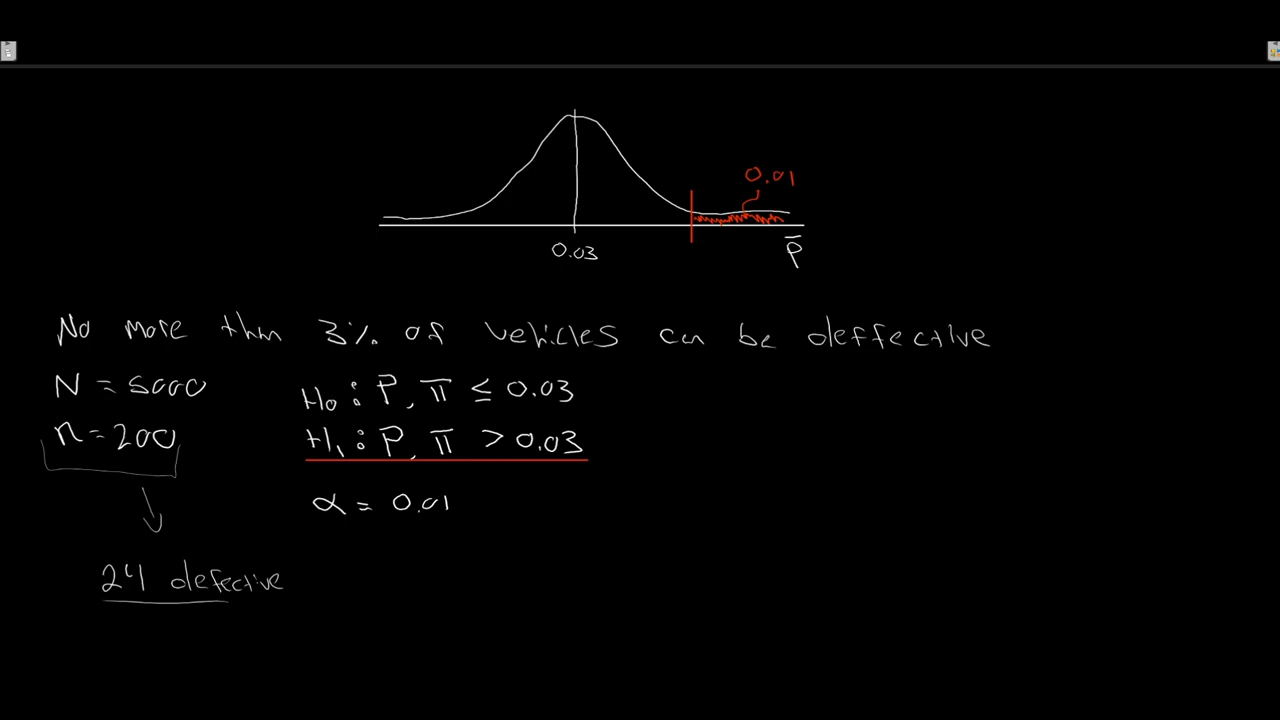 0.01
0.03
P̅
No more than 3% of vehicles can be deffective
N = 5000
H₀ : P, π ≤ 0.03
n = 200
H₁ : P, π > 0.03
α = 0.01
24 defective